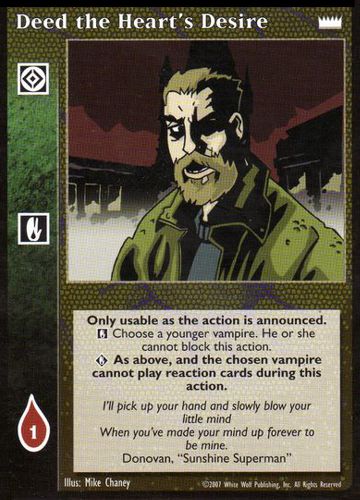 Deed the Heart's Desire
Only usable as the action is announced.
Choose a younger vampire. He or she
cannot block this action.
As above, and the chosen vampire
cannot play reaction cards during this
action.
I'll pick up your hand and slowly blow your
little mind
When you've made your mind up forever to
be mine.
Donovan, "Sunshine Superman"
1
Illus: Mike Chaney
©2007 White Wolf Publishing, Inc. All Rights Reserved.